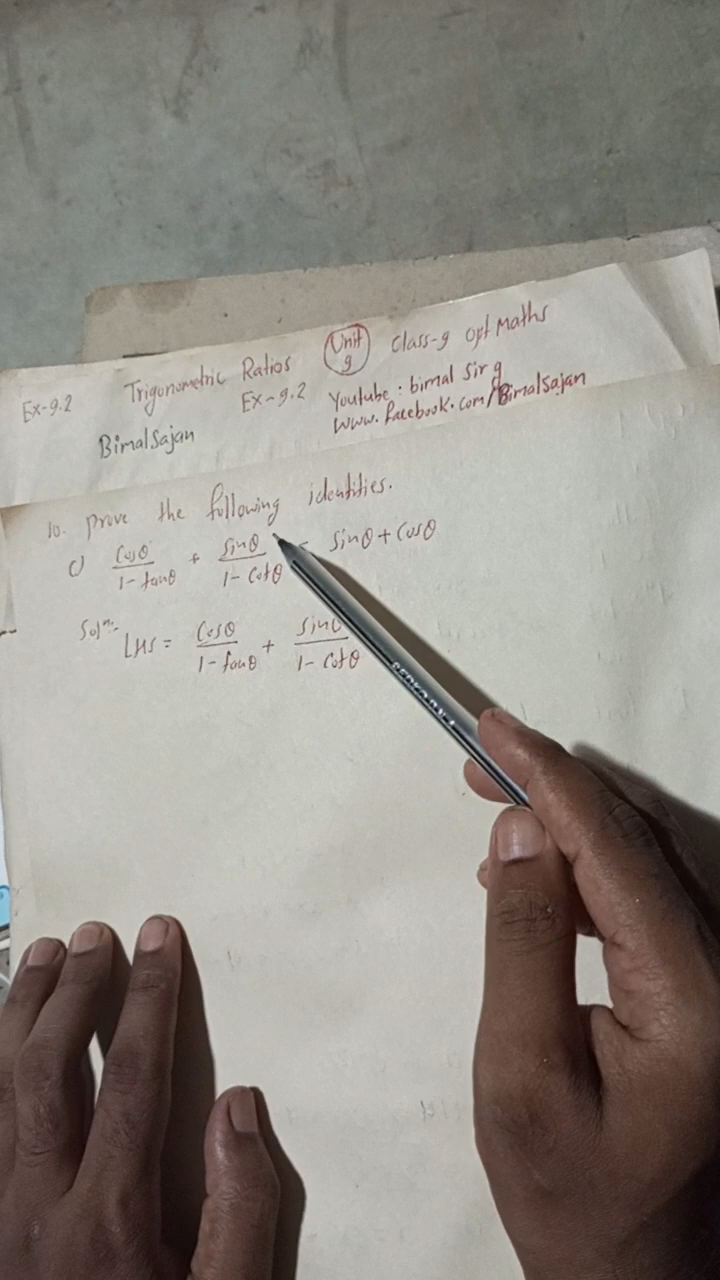 Ex-9.2 Trigonometric Ratios Unit 9 Class-9 Opt Maths
Ex-9.2 Youtube : bimal sir g
BimalSajan www.facebook.com/BimalSajan
10. Prove the following identities.
c) Cosθ/1-tanθ + Sinθ/1-Cotθ = Sinθ+Cosθ
Solⁿ:- LHS = Cosθ/1-tanθ + Sinθ/1-Cotθ